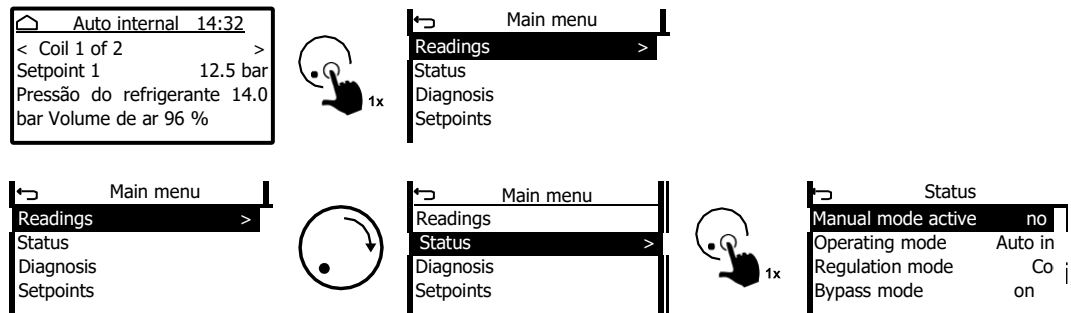 Auto internal 14:32
< Coil 1 of 2 >
Setpoint 1 12.5 bar
Pressão do refrigerante 14.0
bar Volume de ar 96 %
1x
Main menu
Readings >
Status
Diagnosis
Setpoints
Main menu
Readings >
Status
Diagnosis
Setpoints
Main menu
Readings
Status >
Diagnosis
Setpoints
1x
Status
Manual mode active no
Operating mode Auto in
Regulation mode Co
Bypass mode on